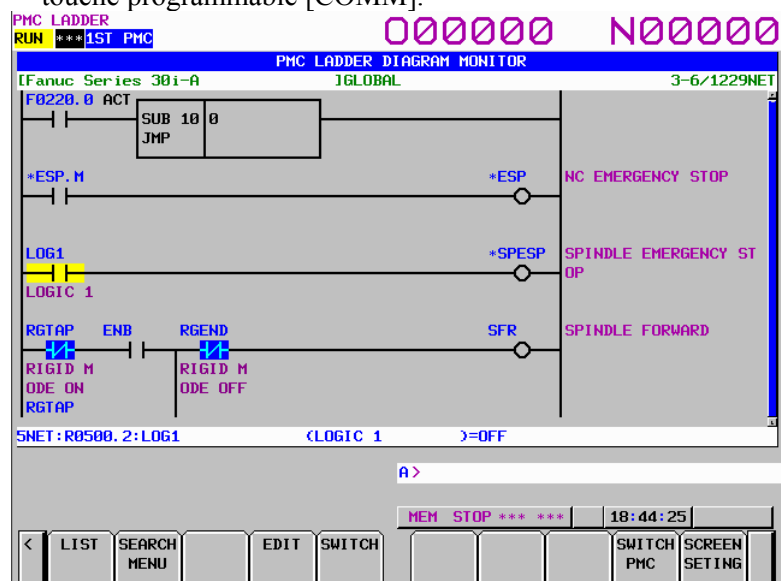 touche programmable [COMM].
PMC LADDER
RUN *** 1ST PMC O00000 N00000
PMC LADDER DIAGRAM MONITOR
[Fanuc Series 30i-A ]GLOBAL 3-6/1229NET
F0220.0 ACT
SUB 10 0
JMP
*ESP.M *ESP NC EMERGENCY STOP
LOG1 *SPESP SPINDLE EMERGENCY ST
OP
LOGIC 1
RGTAP ENB RGEND SFR SPINDLE FORWARD
RIGID M RIGID M
ODE ON ODE OFF
RGTAP
5NET:R0500.2:LOG1 (LOGIC 1 )=OFF
A>
MEM STOP *** *** 18:44:25
< LIST SEARCH EDIT SWITCH SWITCH SCREEN
MENU PMC SETING